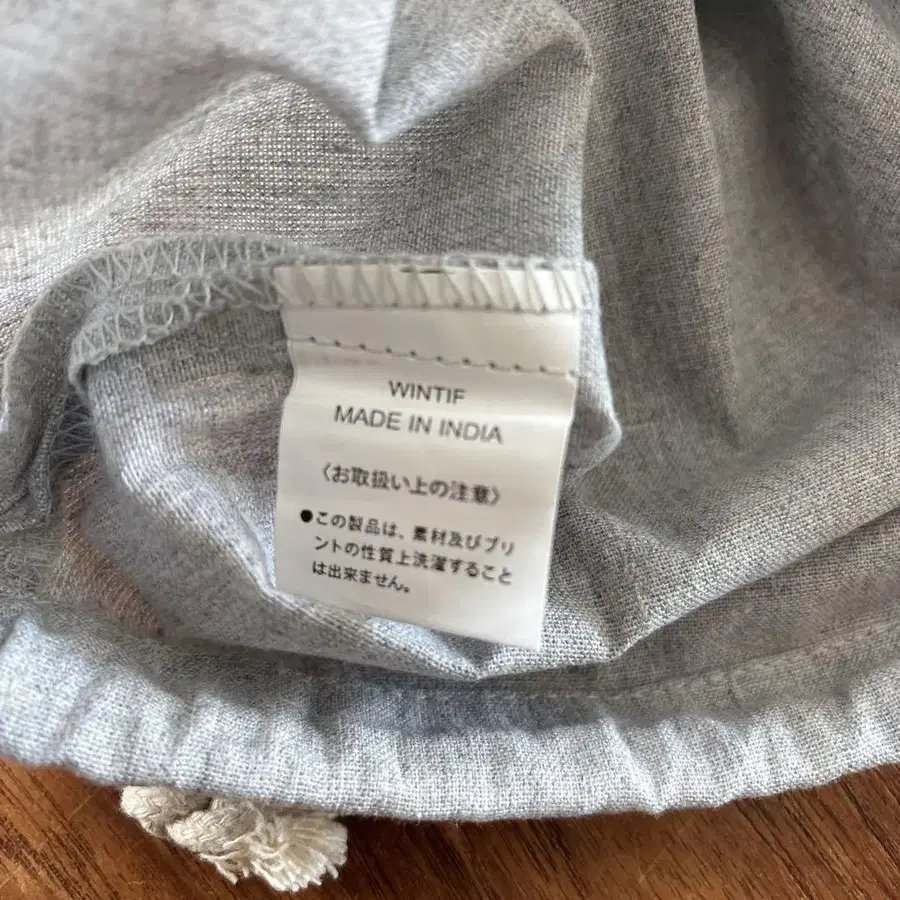 WINTIF
MADE IN INDIA
〈お取扱い上の注意〉
●この製品は、素材及びプリ
ントの性質上洗濯すること
は出来ません。